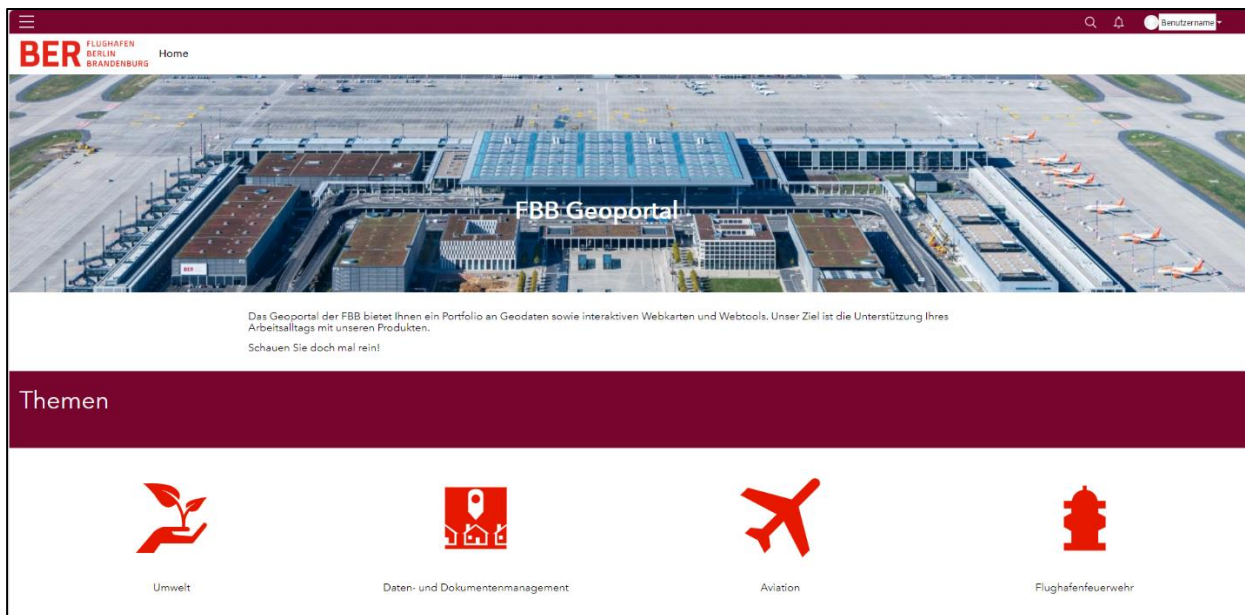 Benutzername
BER FLUGHAFEN
BERLIN
BRANDENBURG
Home
FBB Geoportal
BER
Das Geoportal der FBB bietet Ihnen ein Portfolio an Geodaten sowie interaktiven Webkarten und Webtools. Unser Ziel ist die Unterstützung Ihres
Arbeitsalltags mit unseren Produkten.
Schauen Sie doch mal rein!
Themen
Umwelt
Daten- und Dokumentenmanagement
Aviation
Flughafenfeuerwehr